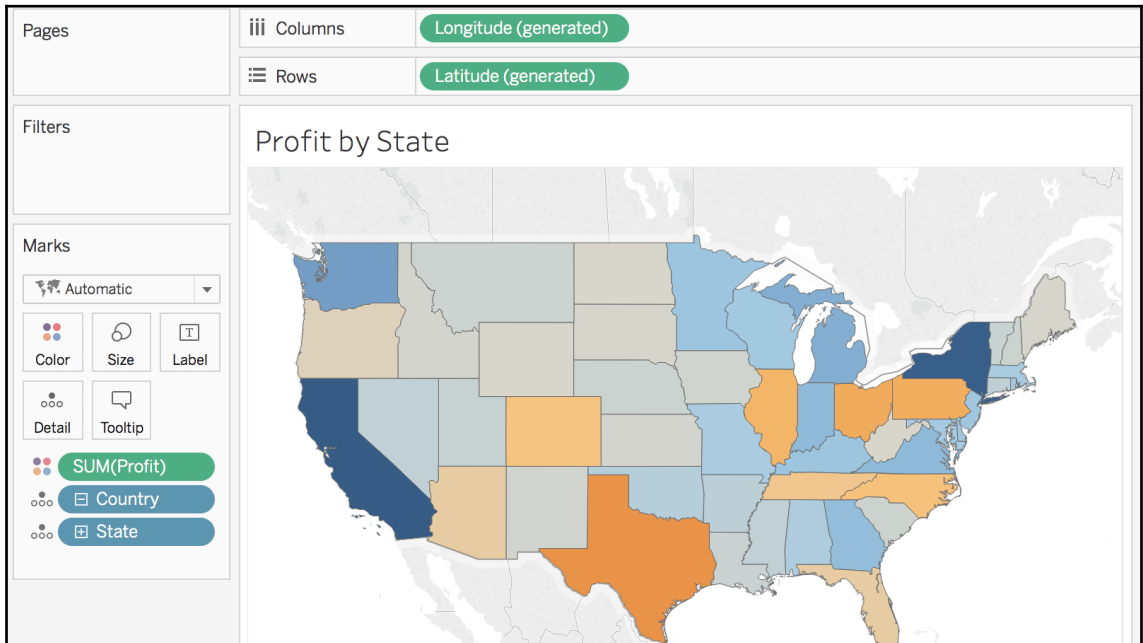 Pages
Columns
Longitude (generated)
Rows
Latitude (generated)
Filters
Profit by State
Marks
Automatic
Color
Size
T
Label
Detail
Tooltip
SUM(Profit)
Country
State